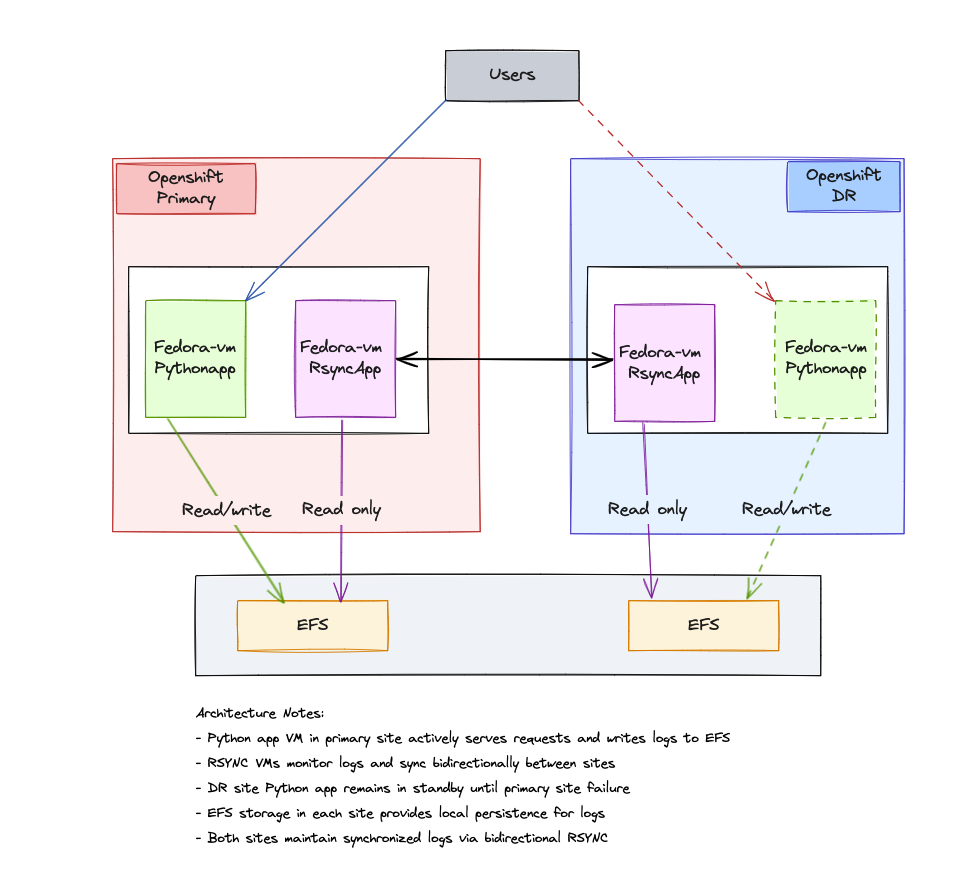 Users
Openshift
Primary
Openshift
DR
Fedora-vm
Pythonapp
Fedora-vm
RsyncApp
Fedora-vm
RsyncApp
Fedora-vm
Pythonapp
Read/write
Read only
Read only
Read/write
EFS
EFS
Architecture Notes:
- Python app VM in primary site actively serves requests and writes logs to EFS
- RSYNC VMs monitor logs and sync bidirectionally between sites
- DR site Python app remains in standby until primary site failure
- EFS storage in each site provides local persistence for logs
- Both sites maintain synchronized logs via bidirectional RSYNC